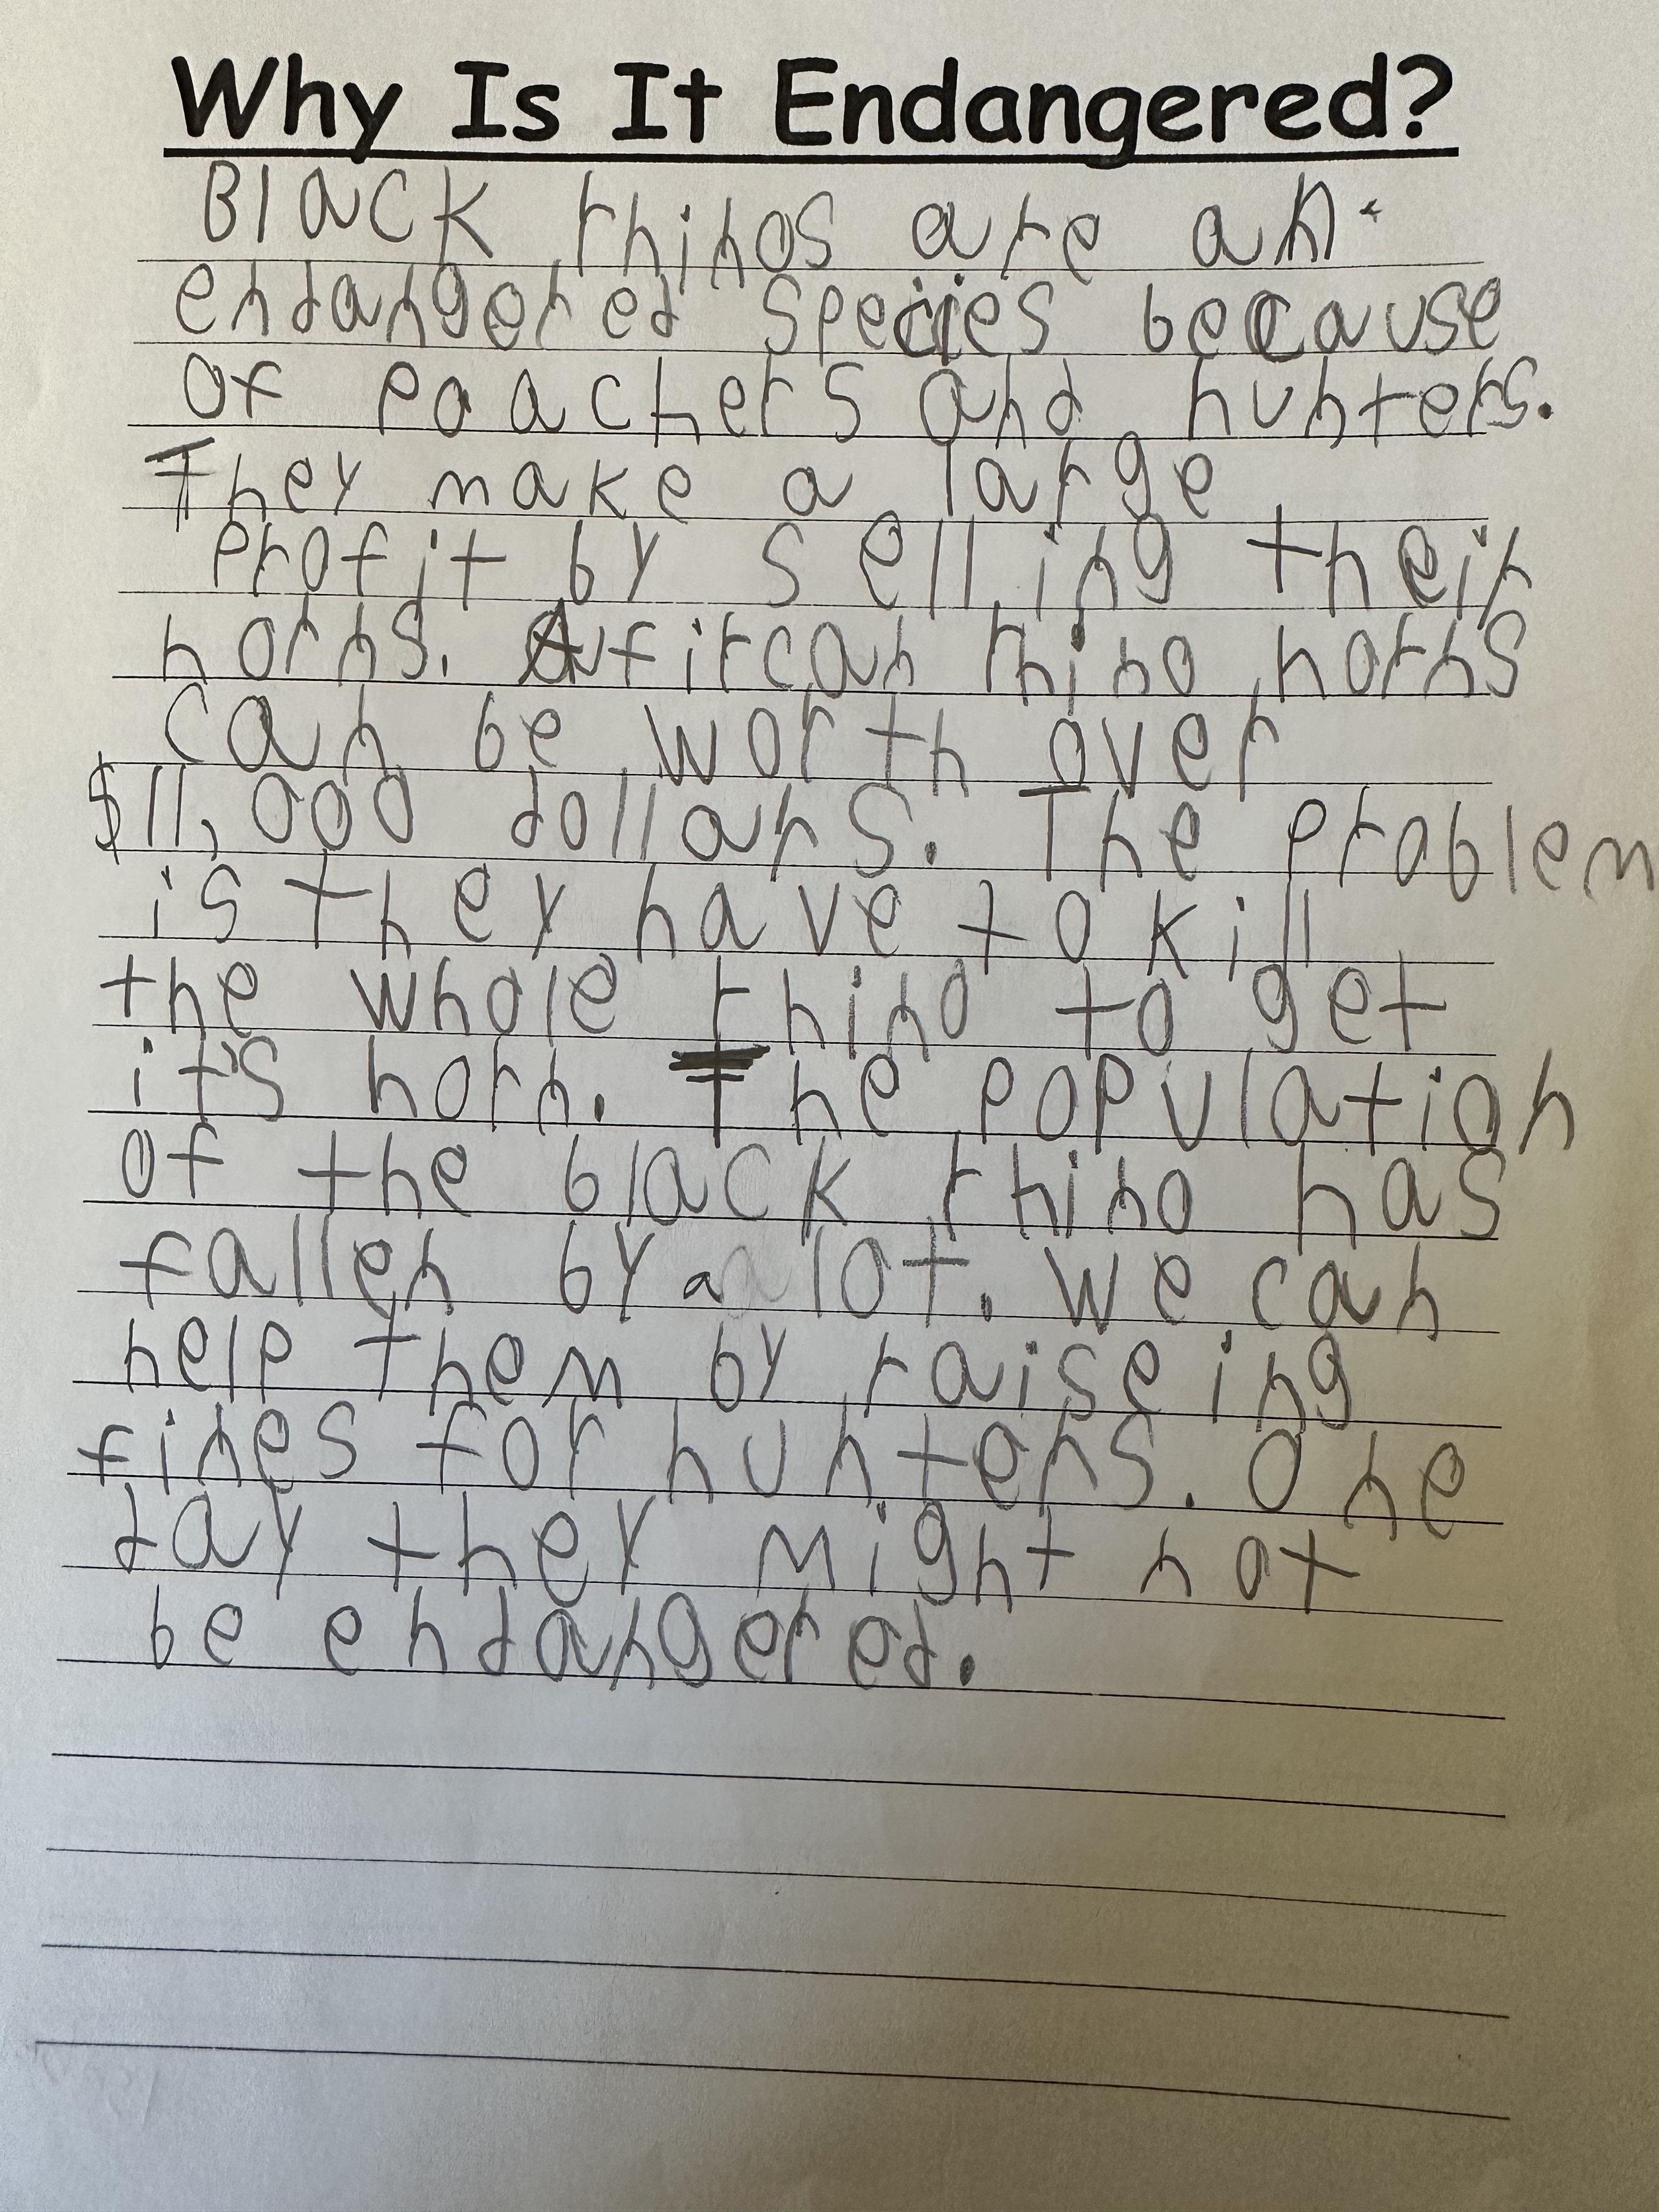 Why Is It Endangered?
Black rhinos are an
endangered species because
of poachers and hunters.
They make a large
profit by selling their
horns. Afircan rhino horns
can be worth over
$11,000 dollars. The problem
is they have to kill
the whole rhino to get
it's horn. The population
of the black rhino has
fallen by a lot. We can
help them by raiseing
fines for hunters. One
day they might not
be endangered.